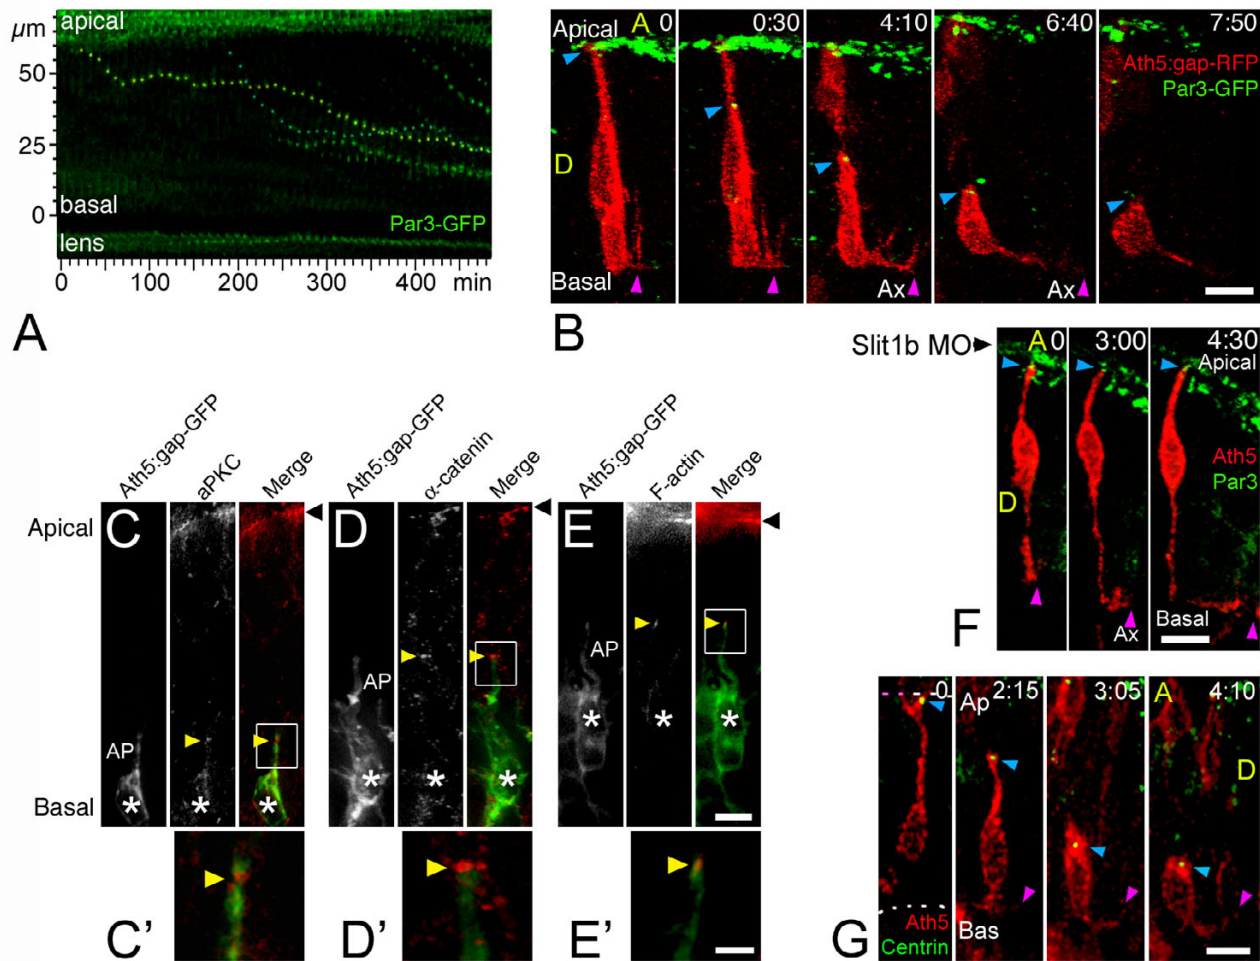 µm
apical
50
25
0
basal
lens
Par3-GFP
0
100
200
300
400
min
A
Apical
A
0
0:30
4:10
6:40
7:50
Ath5:gap-RFP
Par3-GFP
D
Basal
Ax
Ax
B
Slit1b MO
A
0
3:00
4:30
Apical
Ath5
Par3
D
Ax
Basal
F
Ath5:gap-GFP
aPKC
Merge
Ath5:gap-GFP
α-catenin
Merge
Ath5:gap-GFP
F-actin
Merge
Apical
Basal
C
AP
*
*
*
D
AP
*
*
*
E
AP
*
*
*
C'
D'
E'
0
Ap
2:15
3:05
A
4:10
D
Ath5
Centrin
Bas
G